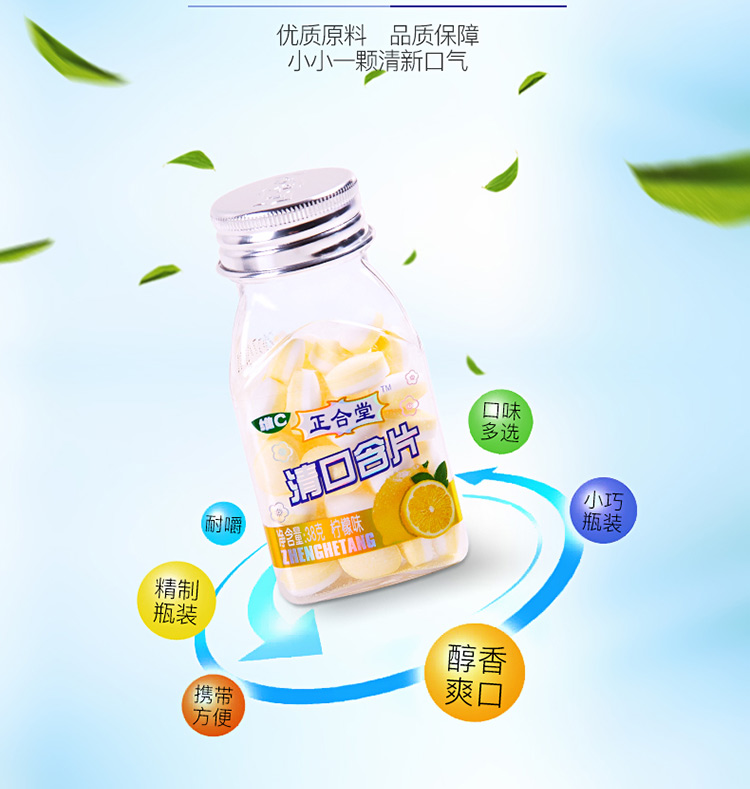 优质原料 品质保障
小小一颗清新口气
维C
正合堂
TM
清口含片
净含量:38克 柠檬味
ZHENGHETANG
口味
多选
小巧
瓶装
耐嚼
精制
瓶装
醇香
爽口
携带
方便